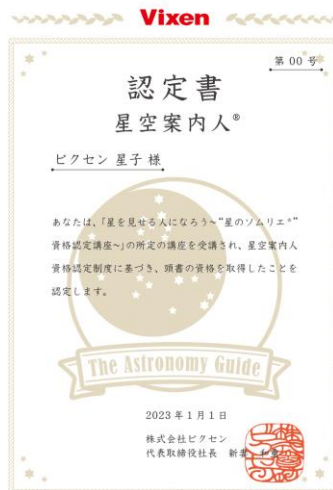 Vixen
第 00 号
認定書
星空案内人®
ビクセン 星子 様
あなたは、「星を見せる人になろう~“星のソムリエ®”
資格認定講座~」の所定の講座を受講され、星空案内人
資格認定制度に基づき、頭書の資格を取得したことを
認定します。
The Astronomy Guide
2023 年 1 月 1 日
株式会社ビクセン
代表取締役社長 新妻 和重